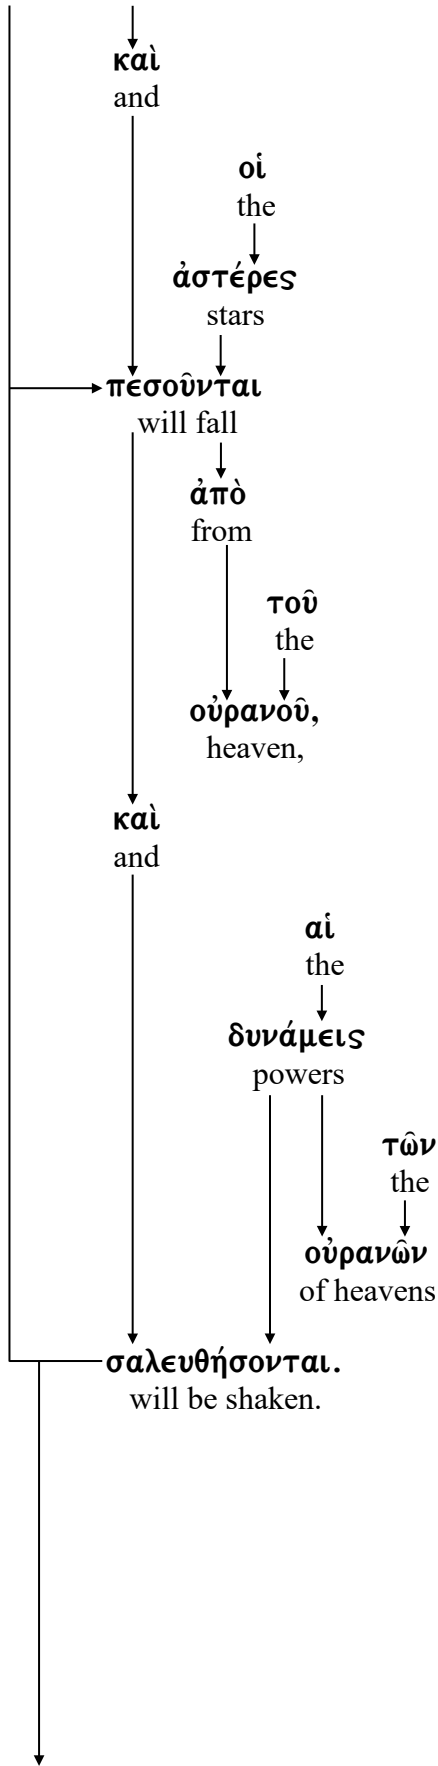 καὶ
and
οἱ
the
ἀστέρες
stars
πεσοῦνται
will fall
ἀπὸ
from
τοῦ
the
οὐρανοῦ,
heaven,
καὶ
and
αἱ
the
δυνάμεις
powers
τῶν
the
οὐρανῶν
of heavens
σαλευθήσονται.
will be shaken.